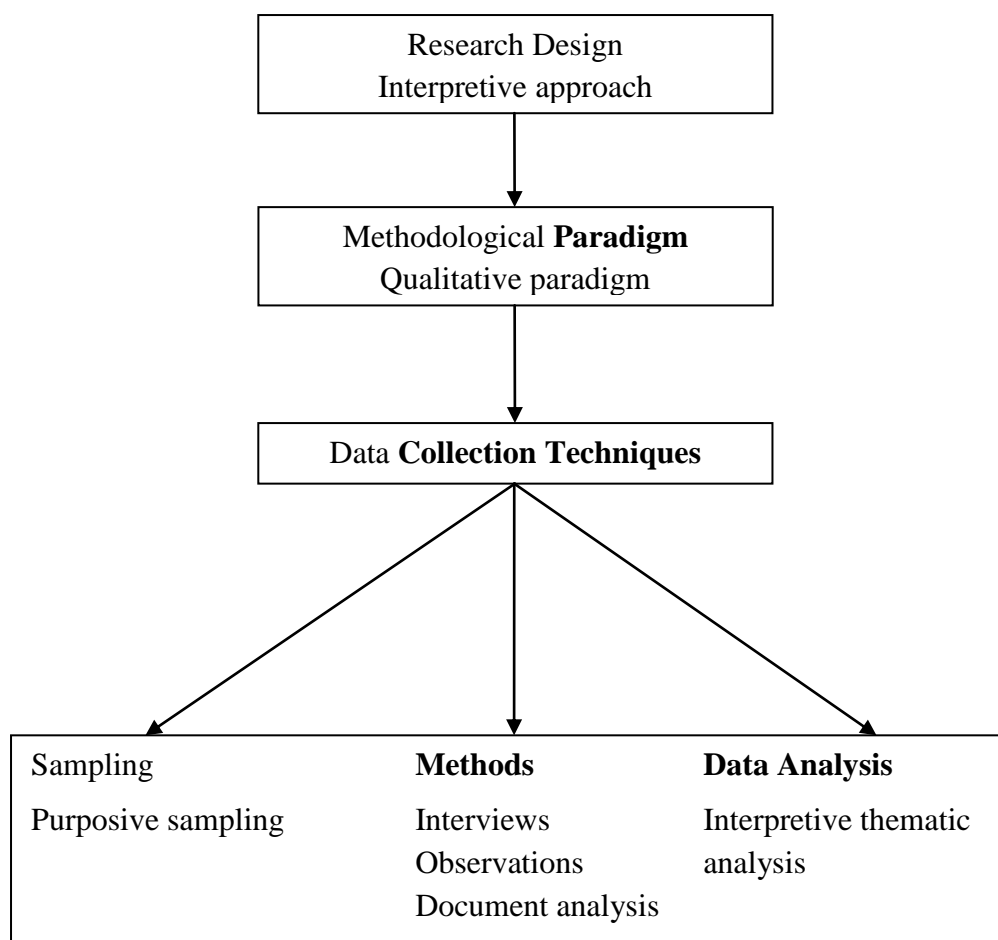 Research Design
Interpretive approach
Methodological Paradigm
Qualitative paradigm
Data Collection Techniques
Sampling
Purposive sampling
Methods
Interviews
Observations
Document analysis
Data Analysis
Interpretive thematic
analysis